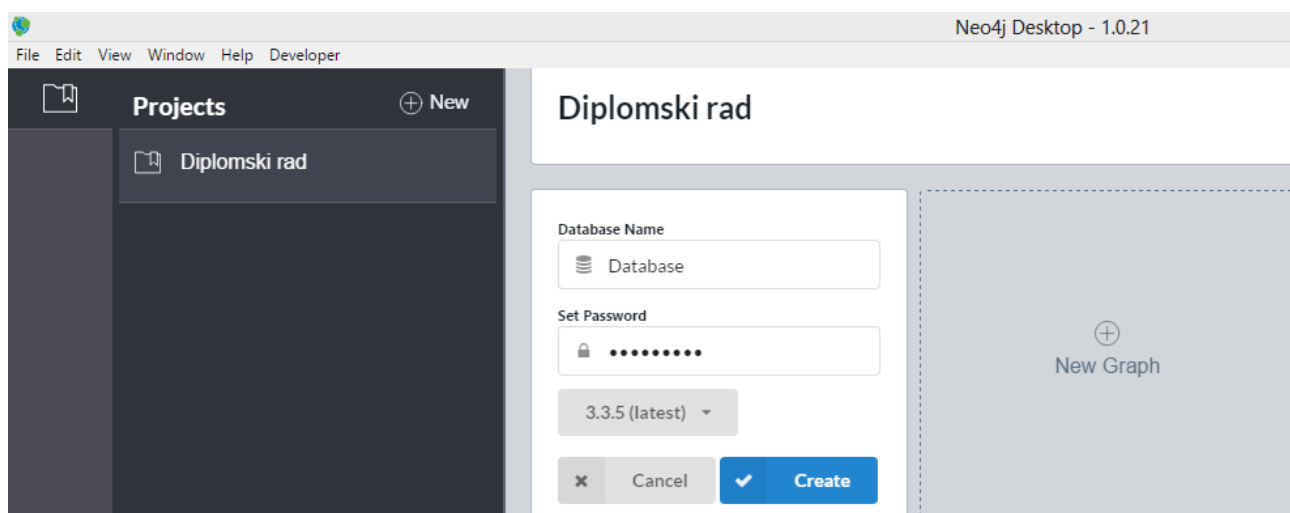 Neo4j Desktop - 1.0.21
File Edit View Window Help Developer
Projects
New
Diplomski rad
Diplomski rad
Database Name
Database
Set Password
•••••••••
3.3.5 (latest)
Cancel
Create
New Graph